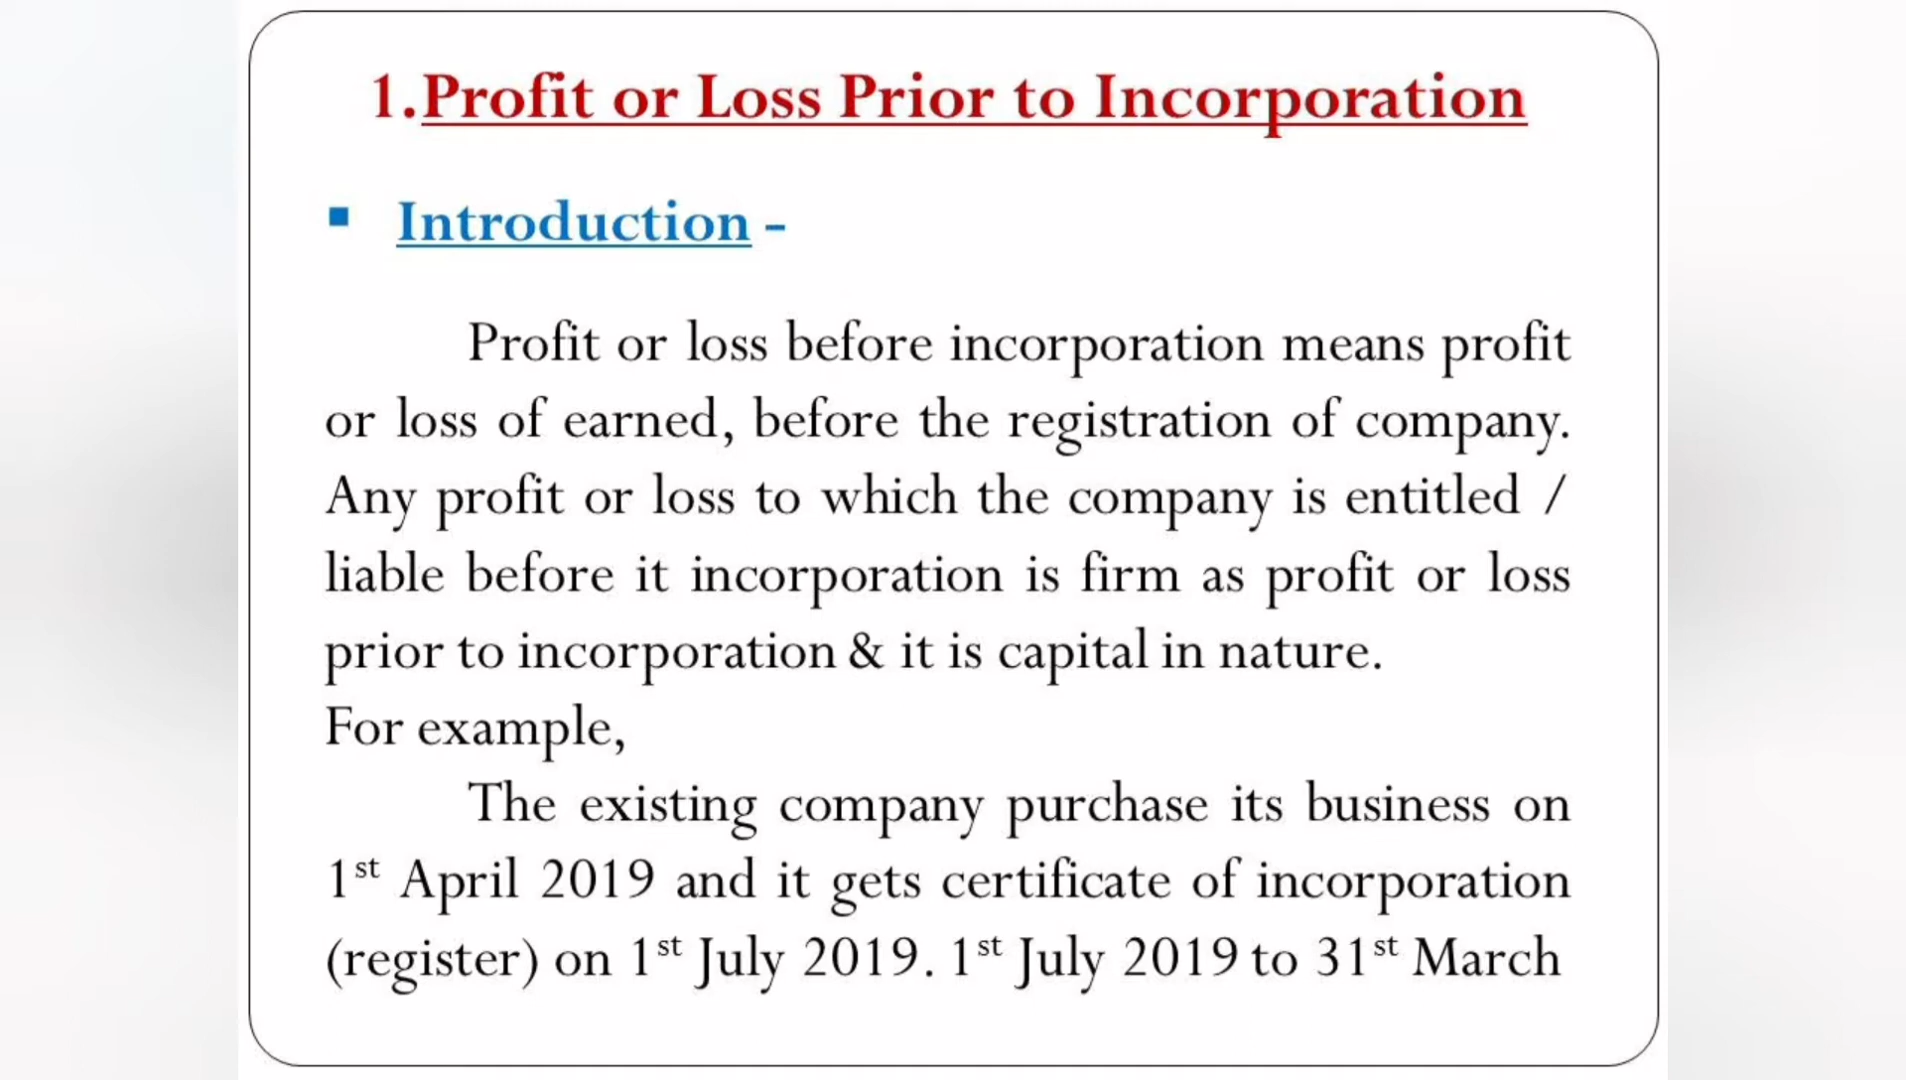 1.Profit or Loss Prior to Incorporation
▪ Introduction -
Profit or loss before incorporation means profit
or loss of earned, before the registration of company.
Any profit or loss to which the company is entitled /
liable before it incorporation is firm as profit or loss
prior to incorporation & it is capital in nature.
For example,
The existing company purchase its business on
1st April 2019 and it gets certificate of incorporation
(register) on 1st July 2019. 1st July 2019 to 31st March